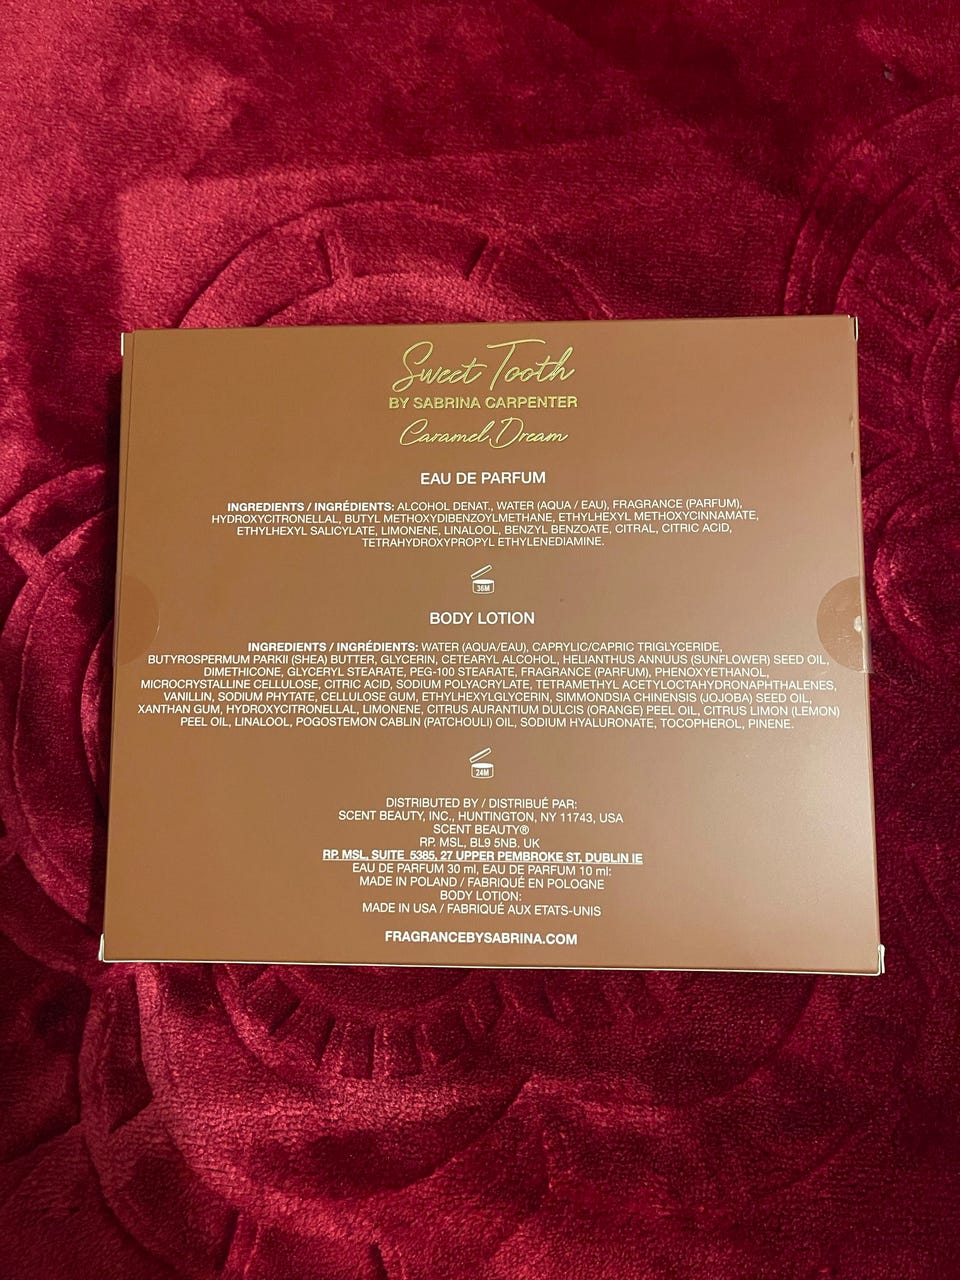 Sweet Tooth
BY SABRINA CARPENTER
Caramel Dream
EAU DE PARFUM
INGREDIENTS / INGRÉDIENTS: ALCOHOL DENAT., WATER (AQUA / EAU), FRAGRANCE (PARFUM),
HYDROXYCITRONELLAL, BUTYL METHOXYDIBENZOYLMETHANE, ETHYLHEXYL METHOXYCINNAMATE,
ETHYLHEXYL SALICYLATE, LIMONENE, LINALOOL, BENZYL BENZOATE, CITRAL, CITRIC ACID,
TETRAHYDROXYPROPYL ETHYLENEDIAMINE.
36M
BODY LOTION
INGREDIENTS / INGRÉDIENTS: WATER (AQUA/EAU), CAPRYLIC/CAPRIC TRIGLYCERIDE,
BUTYROSPERMUM PARKII (SHEA) BUTTER, GLYCERIN, CETEARYL ALCOHOL, HELIANTHUS ANNUUS (SUNFLOWER) SEED OIL,
DIMETHICONE, GLYCERYL STEARATE, PEG-100 STEARATE, FRAGRANCE (PARFUM), PHENOXYETHANOL,
MICROCRYSTALLINE CELLULOSE, CITRIC ACID, SODIUM POLYACRYLATE, TETRAMETHYL ACETYLOCTAHYDRONAPHTHALENES,
VANILLIN, SODIUM PHYTATE, CELLULOSE GUM, ETHYLHEXYLGLYCERIN, SIMMONDSIA CHINENSIS (JOJOBA) SEED OIL,
XANTHAN GUM, HYDROXYCITRONELLAL, LIMONENE, CITRUS AURANTIUM DULCIS (ORANGE) PEEL OIL, CITRUS LIMON (LEMON)
PEEL OIL, LINALOOL, POGOSTEMON CABLIN (PATCHOULI) OIL, SODIUM HYALURONATE, TOCOPHEROL, PINENE.
24M
DISTRIBUTED BY / DISTRIBUÉ PAR:
SCENT BEAUTY, INC., HUNTINGTON, NY 11743, USA
SCENT BEAUTY®
RP. MSL, BL9 5NB. UK
RP. MSL, SUITE 5385, 27 UPPER PEMBROKE ST, DUBLIN IE
EAU DE PARFUM 30 ml, EAU DE PARFUM 10 ml:
MADE IN POLAND / FABRIQUÉ EN POLOGNE
BODY LOTION:
MADE IN USA / FABRIQUÉ AUX ETATS-UNIS
FRAGRANCEBYSABRINA.COM